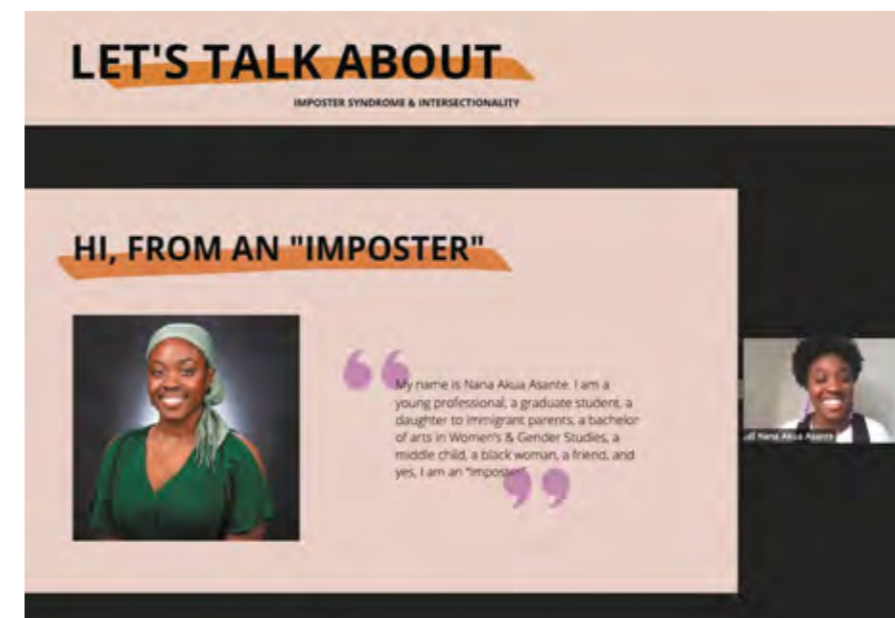 LET'S TALK ABOUT
IMPOSTER SYNDROME & INTERSECTIONALITY
HI, FROM AN "IMPOSTER"
My name is Nana Akua Asante. I am a
young professional, a graduate student, a
daughter to immigrant parents, a bachelor
of arts in Women's & Gender Studies, a
middle child, a black woman, a friend, and
yes, I am an "imposter".
Nana Akua Asante